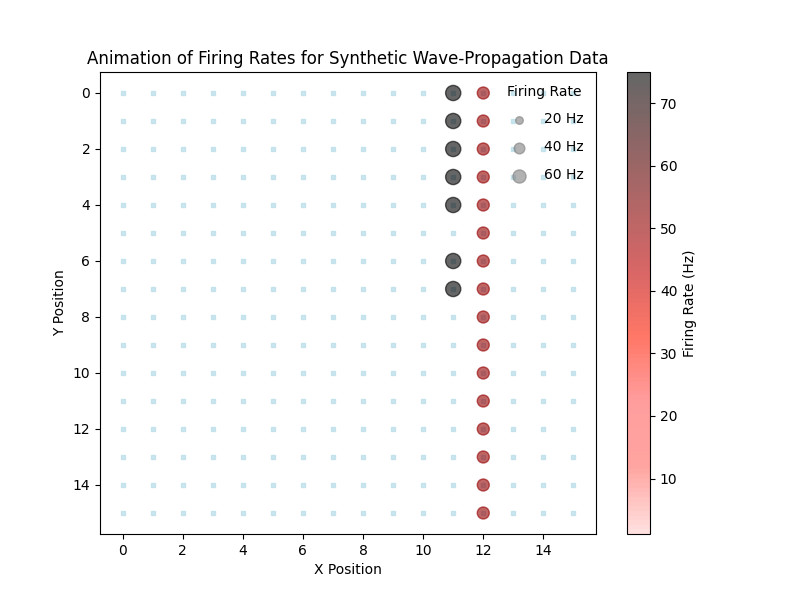 Animation of Firing Rates for Synthetic Wave-Propagation Data
Firing Rate
20 Hz
40 Hz
60 Hz
0
2
4
6
8
10
12
14
Y Position
0
2
4
6
8
10
12
14
X Position
70
60
50
40
30
20
10
Firing Rate (Hz)